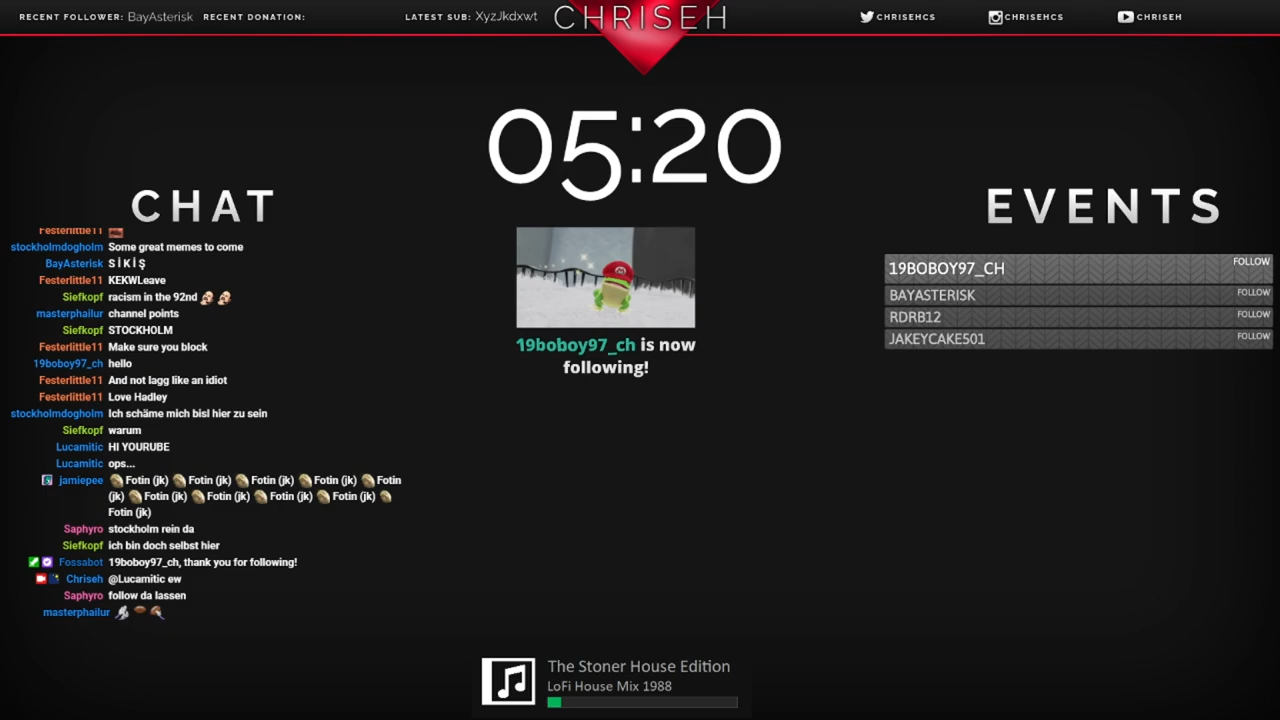 RECENT FOLLOWER: BayAsterisk RECENT DONATION: LATEST SUB: XyzJkdxwt CHRISEH CHRISEHCS CHRISEHCS CHRISEH
05:20
CHAT
EVENTS
Festerlittle11
stockholmdogholm Some great memes to come
BayAsterisk S İ K İ Ş
Festerlittle11 KEKWLeave
Siefkopf racism in the 92nd
masterphailur channel points
Siefkopf STOCKHOLM
Festerlittle11 Make sure you block
19boboy97_ch hello
Festerlittle11 And not lagg like an idiot
Festerlittle11 Love Hadley
stockholmdogholm Ich schäme mich bisl hier zu sein
Siefkopf warum
Lucamitic HI YOURUBE
Lucamitic ops...
jamiepee Fotin (jk) Fotin (jk) Fotin (jk) Fotin (jk) Fotin
(jk) Fotin (jk) Fotin (jk) Fotin (jk) Fotin (jk)
Fotin (jk)
Saphyro stockholm rein da
Siefkopf ich bin doch selbst hier
Fossabot 19boboy97_ch, thank you for following!
Chriseh @Lucamitic ew
Saphyro follow da lassen
masterphailur
19boboy97_ch is now
following!
19BOBOY97_CH FOLLOW
BAYASTERISK FOLLOW
RDRB12 FOLLOW
JAKEYCAKE501 FOLLOW
The Stoner House Edition
LoFi House Mix 1988